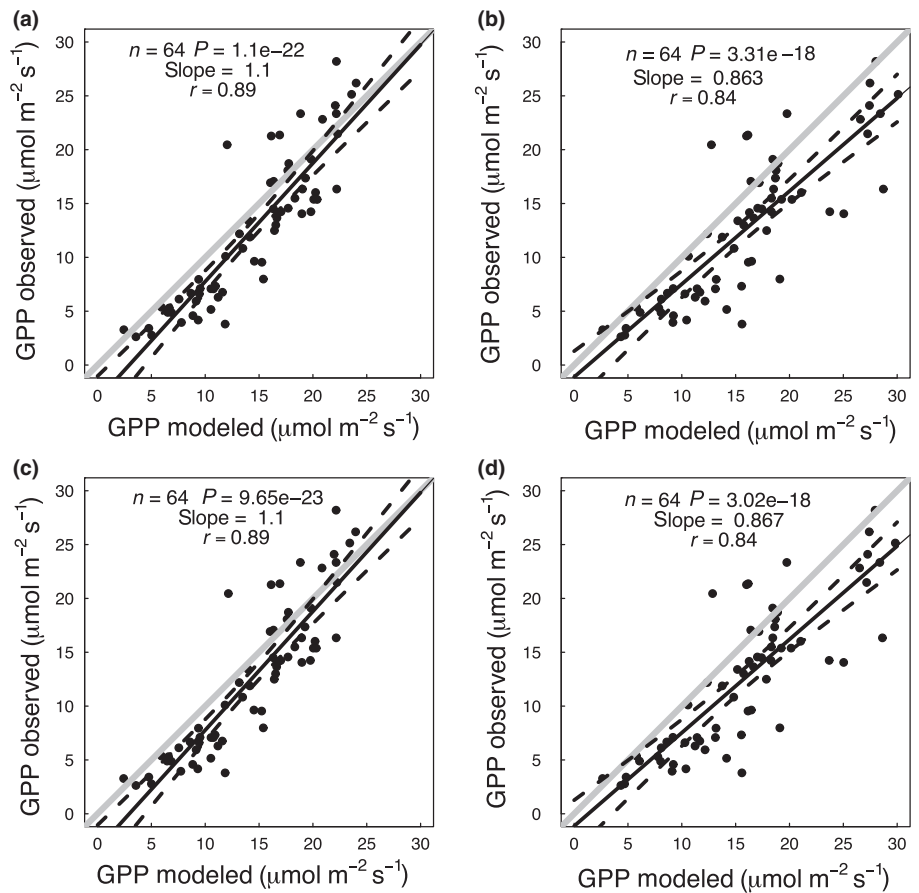 (a)
n = 64 P = 1.1e−22
Slope = 1.1
r = 0.89
GPP observed (μmol m−2 s−1)
30
25
20
15
10
5
0
0 5 10 15 20 25 30
GPP modeled (μmol m−2 s−1)
(b)
n = 64 P = 3.31e−18
Slope = 0.863
r = 0.84
GPP observed (μmol m−2 s−1)
30
25
20
15
10
5
0
0 5 10 15 20 25 30
GPP modeled (μmol m−2 s−1)
(c)
n = 64 P = 9.65e−23
Slope = 1.1
r = 0.89
GPP observed (μmol m−2 s−1)
30
25
20
15
10
5
0
0 5 10 15 20 25 30
GPP modeled (μmol m−2 s−1)
(d)
n = 64 P = 3.02e−18
Slope = 0.867
r = 0.84
GPP observed (μmol m−2 s−1)
30
25
20
15
10
5
0
0 5 10 15 20 25 30
GPP modeled (μmol m−2 s−1)